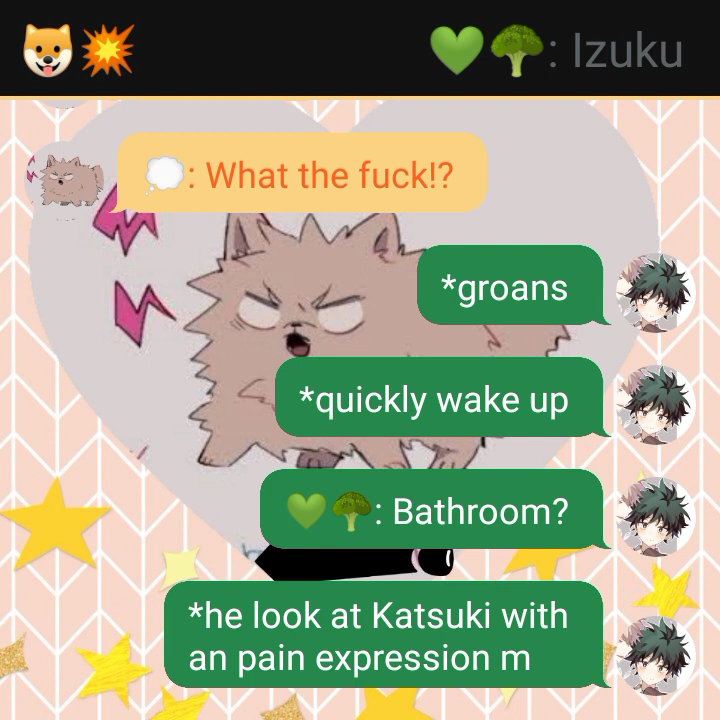 🐶💥 💚🥦: Izuku
💭: What the fuck!?
*groans
*quickly wake up
💚🥦: Bathroom?
*he look at Katsuki with
an pain expression m